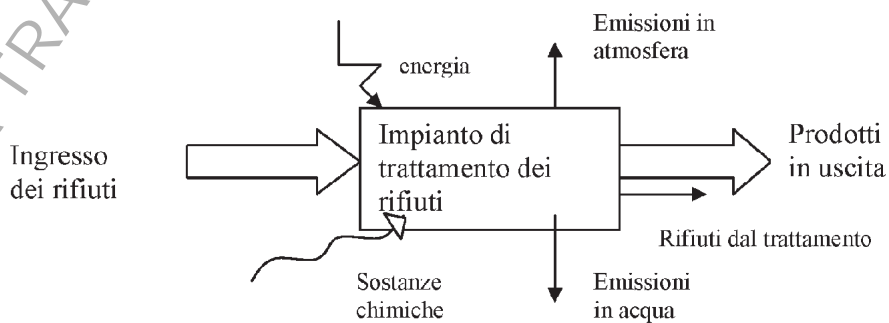 TRA
Emissioni in
atmosfera
energia
Ingresso
dei rifiuti
Impianto di
trattamento dei
rifiuti
Prodotti
in uscita
Rifiuti dal trattamento
Sostanze
chimiche
Emissioni
in acqua